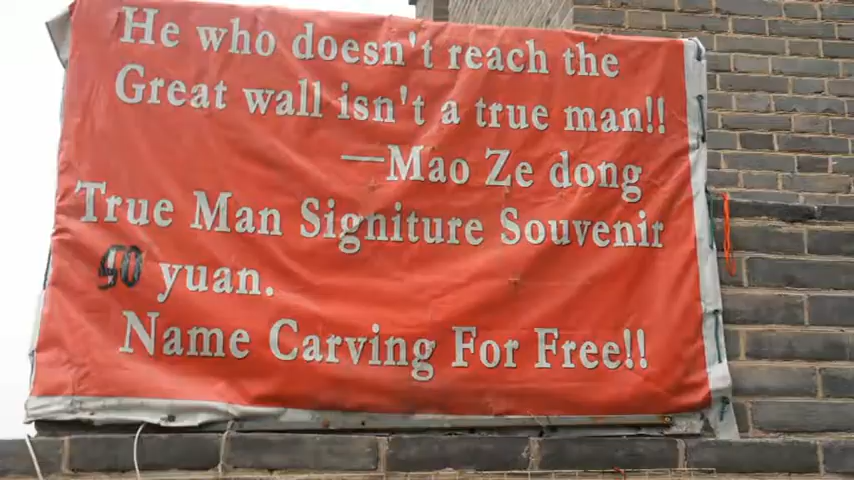 He who doesn't reach the
Great wall isn't a true man!!
—Mao Ze dong
True Man Signiture Souvenir
yuan.
Name Carving For Free!!